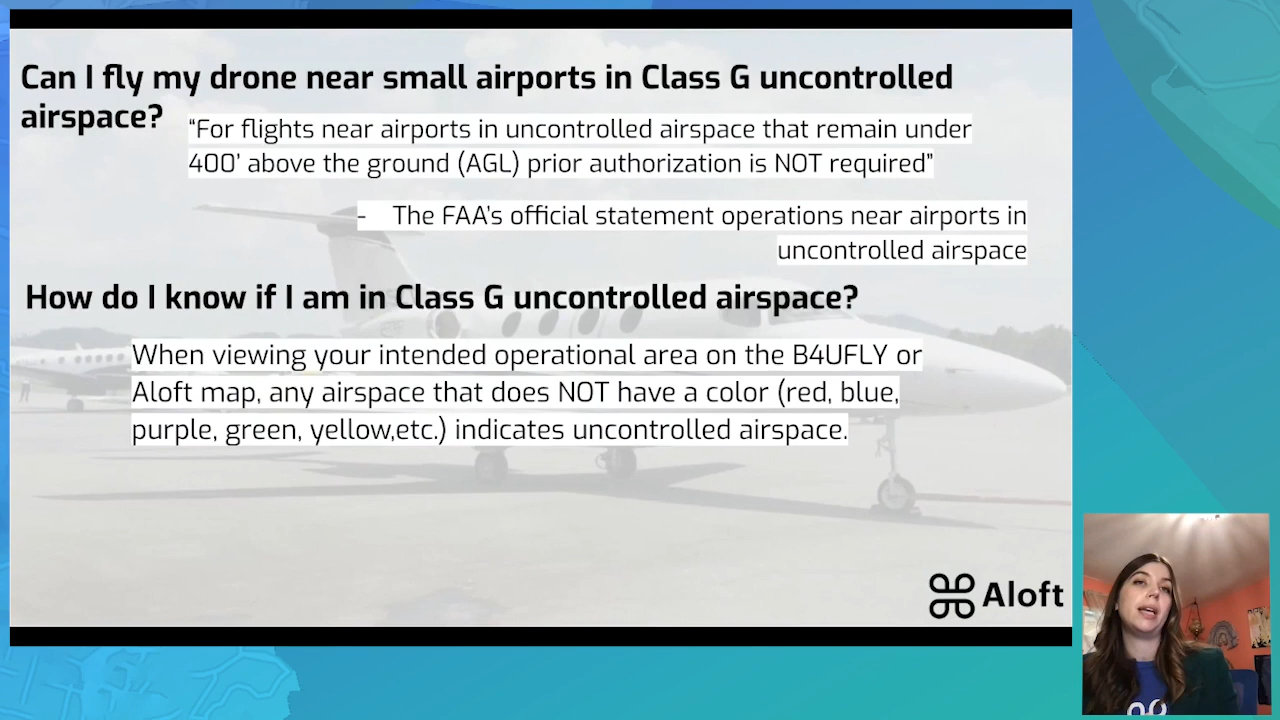 Can I fly my drone near small airports in Class G uncontrolled
airspace?
“For flights near airports in uncontrolled airspace that remain under
400’ above the ground (AGL) prior authorization is NOT required”
- The FAA’s official statement operations near airports in
uncontrolled airspace
How do I know if I am in Class G uncontrolled airspace?
When viewing your intended operational area on the B4UFLY or
Aloft map, any airspace that does NOT have a color (red, blue,
purple, green, yellow,etc.) indicates uncontrolled airspace.
Aloft